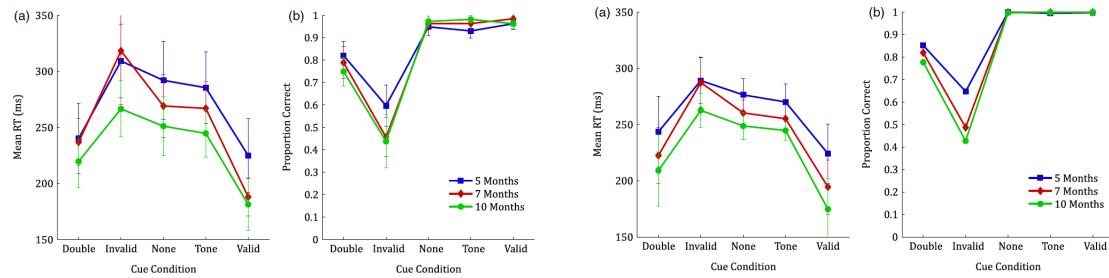 (a)
350
300
250
200
150
Mean RT (ms)
Double Invalid None Tone Valid
Cue Condition
(b)
1
0.9
0.8
0.7
0.6
0.5
0.4
0.3
0.2
0.1
0
Proportion Correct
5 Months
7 Months
10 Months
Double Invalid None Tone Valid
Cue Condition
(a)
350
300
250
200
150
Mean RT (ms)
Double Invalid None Tone Valid
Cue Condition
(b)
1
0.9
0.8
0.7
0.6
0.5
0.4
0.3
0.2
0.1
0
Proportion Correct
5 Months
7 Months
10 Months
Double Invalid None Tone Valid
Cue Condition